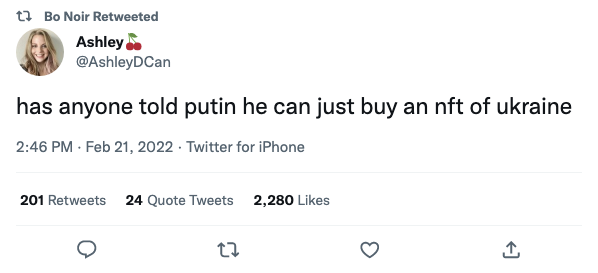 Bo Noir Retweeted
Ashley🍒
@AshleyDCan
has anyone told putin he can just buy an nft of ukraine
2:46 PM · Feb 21, 2022 · Twitter for iPhone
201 Retweets 24 Quote Tweets 2,280 Likes